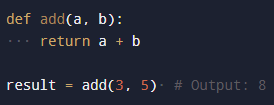 def add(a, b):
    return a + b

result = add(3, 5) # Output: 8